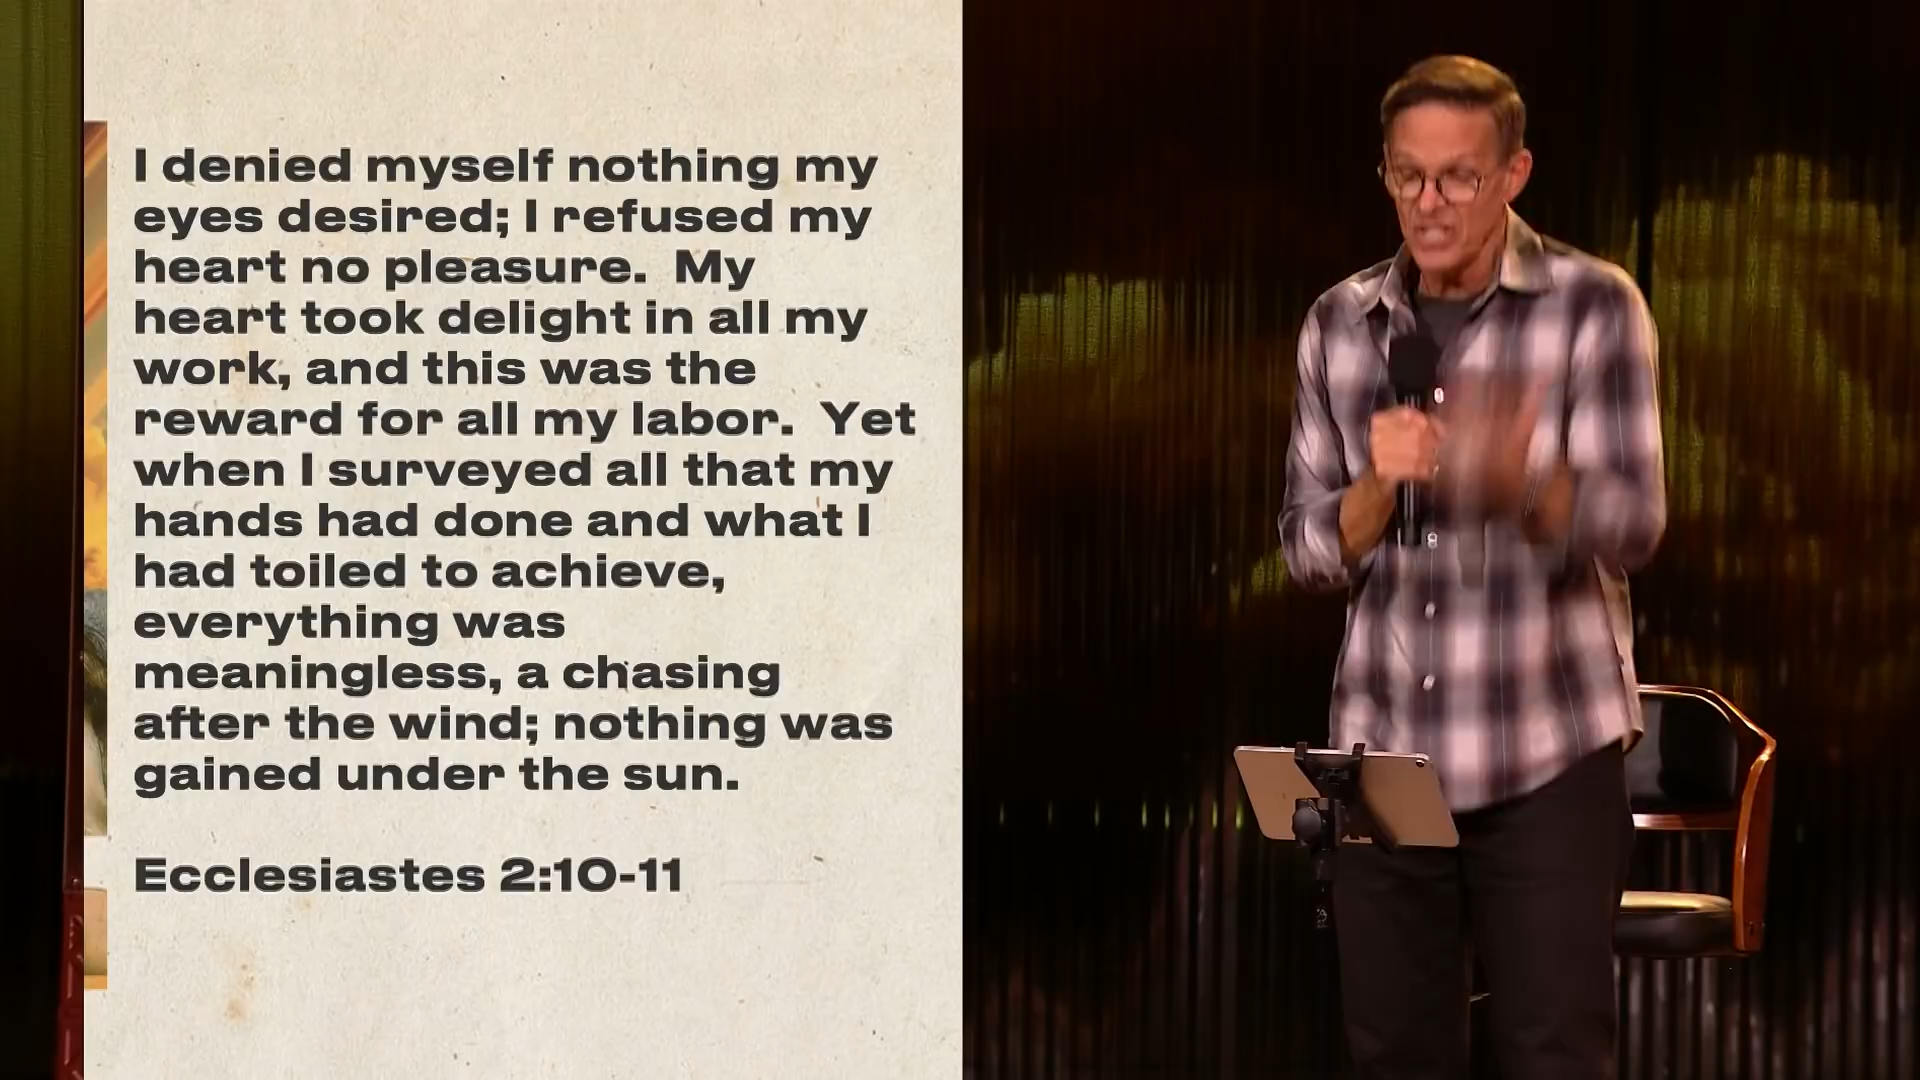 I denied myself nothing my
eyes desired; I refused my
heart no pleasure.  My
heart took delight in all my
work, and this was the
reward for all my labor.  Yet
when I surveyed all that my
hands had done and what I
had toiled to achieve,
everything was
meaningless, a chasing
after the wind; nothing was
gained under the sun.
Ecclesiastes 2:10-11